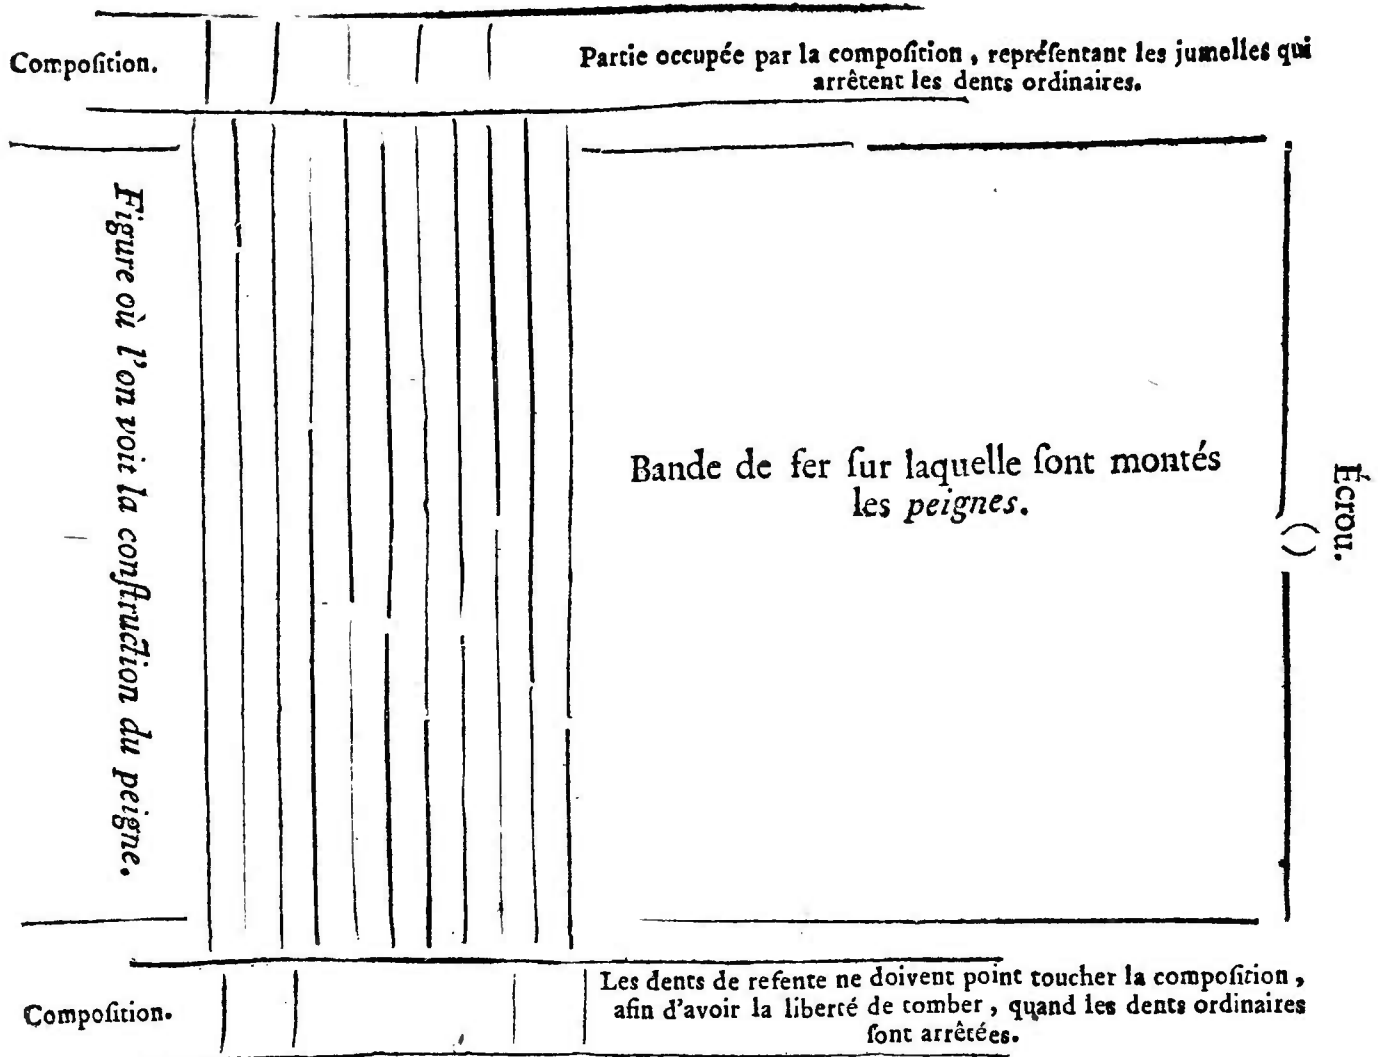 Compoſition.
Partie occupée par la compoſition, repréſentant les jumelles qui
arrêtent les dents ordinaires.
Figure où l'on voit la conſtruction du peigne.
Bande de fer ſur laquelle ſont montés
les peignes.
Écrou.
Compoſition.
Les dents de refente ne doivent point toucher la compoſition,
afin d'avoir la liberté de tomber, quand les dents ordinaires
ſont arrêtées.